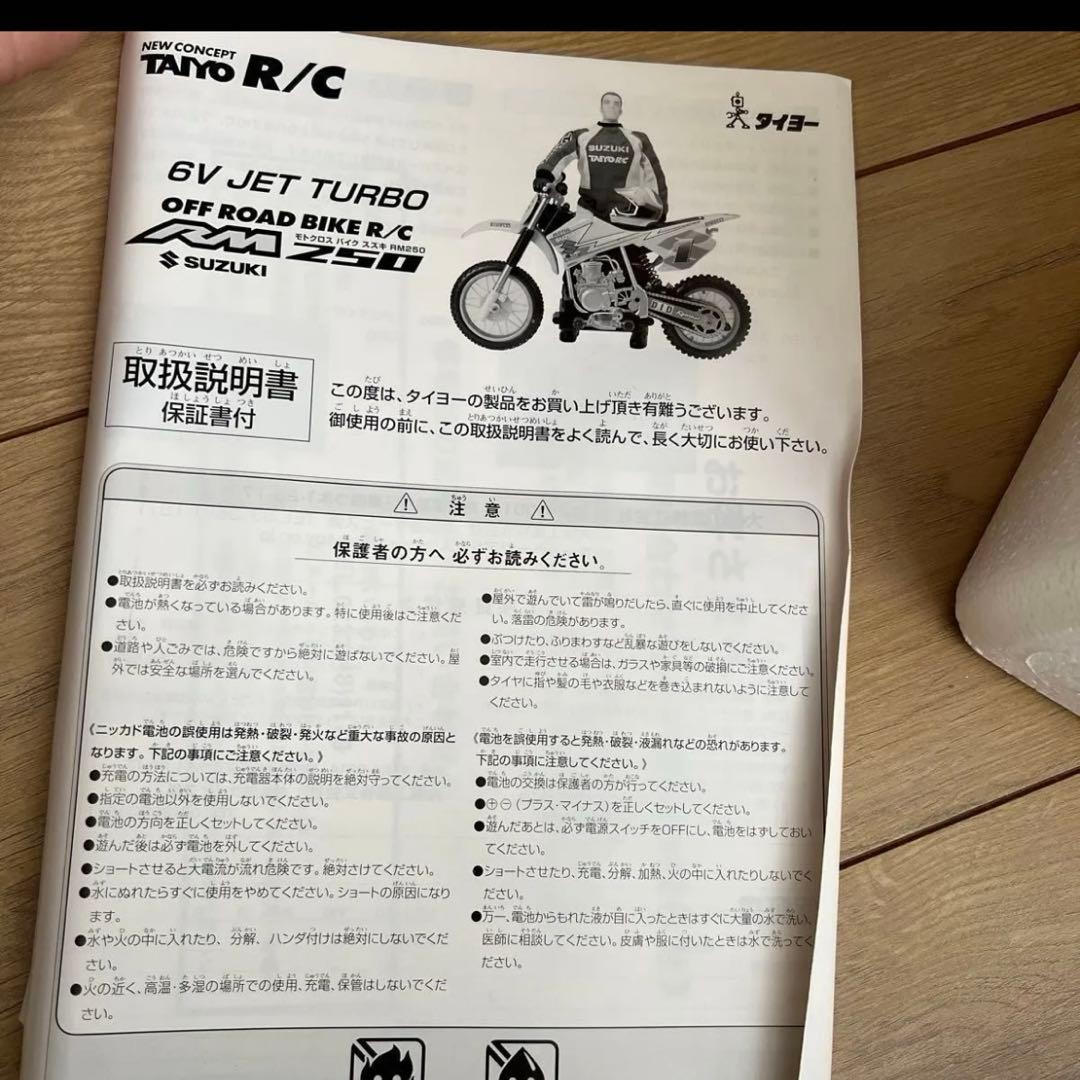 NEW CONCEPT
TAIYO R/C
タイヨー
6V JET TURBO
OFF ROAD BIKE R/C
モトクロス バイク スズキ RM250
RM 250
SUZUKI
SUZUKI
TAIYO R/C
1
D.I.D
とり あつかい せつ めい しょ
取扱説明書
ほ しょう しょ つき
保証書付
この度は、タイヨーの製品をお買い上げ頂き有難うございます。
御使用の前に、この取扱説明書をよく読んで、長く大切にお使い下さい。
注意
保護者の方へ 必ずお読みください。
●取扱説明書を必ずお読みください。
●電池が熱くなっている場合があります。特に使用後はご注意くだ
さい。
●道路や人ごみでは、危険ですから絶対に遊ばないでください。屋
外では安全な場所を選んでください。
●屋外で遊んでいて雷が鳴りだしたら、直ぐに使用を中止してくださ
い。落雷の危険があります。
●ぶつけたり、ふりまわすなど乱暴な遊びをしないでください。
●室内で走行させる場合は、ガラスや家具等の破損にご注意ください。
●タイヤに指や髪の毛や衣服などを巻き込まれないように注意して
ください。
《ニッカド電池の誤使用は発熱・破裂・発火など重大な事故の原因と
なります。下記の事項にご注意ください。》
●充電の方法については、充電器本体の説明を絶対守ってください。
●指定の電池以外を使用しないでください。
●電池の方向を正しくセットしてください。
●遊んだ後は必ず電池を外してください。
●ショートさせると大電流が流れ危険です。絶対さけてください。
●水にぬれたらすぐに使用をやめてください。ショートの原因になり
ます。
●水や火の中に入れたり、分解、ハンダ付けは絶対にしないでくだ
さい。
●火の近く、高温・多湿の場所での使用、充電、保管はしないでくだ
さい。
《電池を誤使用すると発熱・破裂・液漏れなどの恐れがあります。
下記の事項に注意してください。》
●電池の交換は保護者の方が行ってください。
●⊕⊖(プラス・マイナス)を正しくセットしてください。
●遊んだあとは、必ず電源スイッチをOFFにし、電池をはずしておい
てください。
●ショートさせたり、充電、分解、加熱、火の中に入れたりしないでく
ださい。
●万一、電池からもれた液が目に入ったときはすぐに大量の水で洗い、
医師に相談してください。皮膚や服に付いたときは水で洗ってく
ださい。